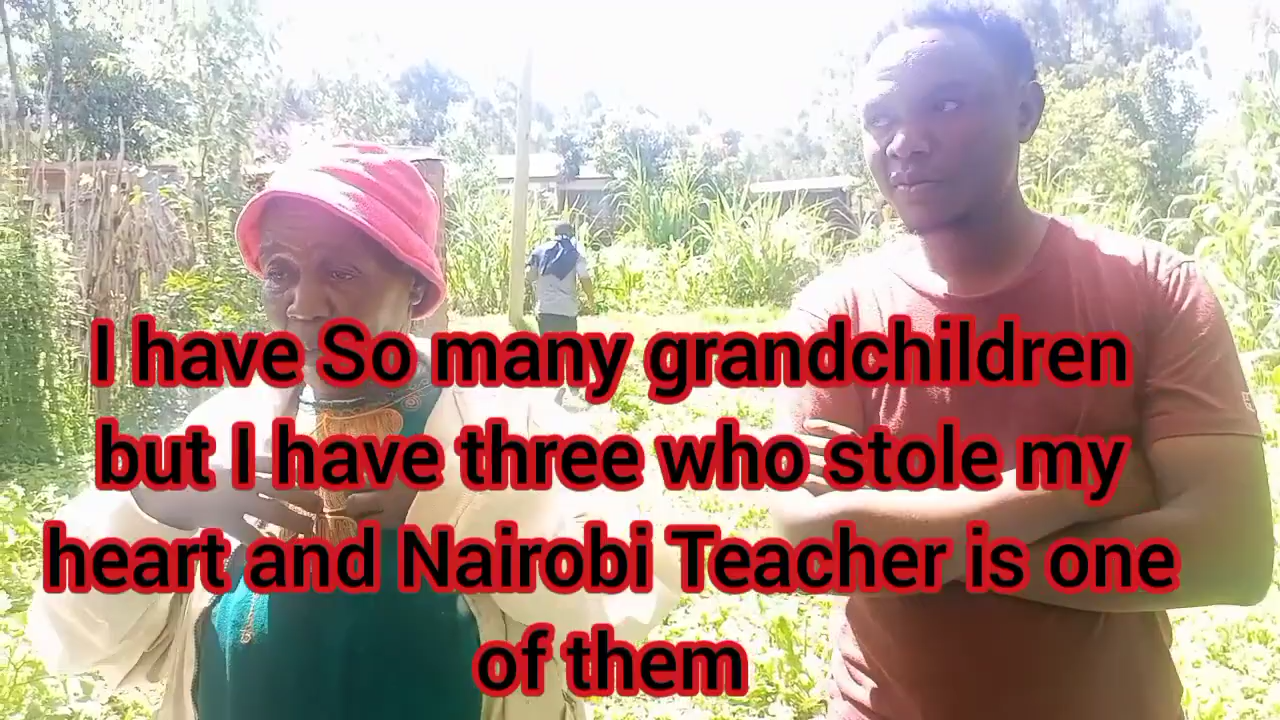 I have So many grandchildren
but I have three who stole my
heart and Nairobi Teacher is one
of them